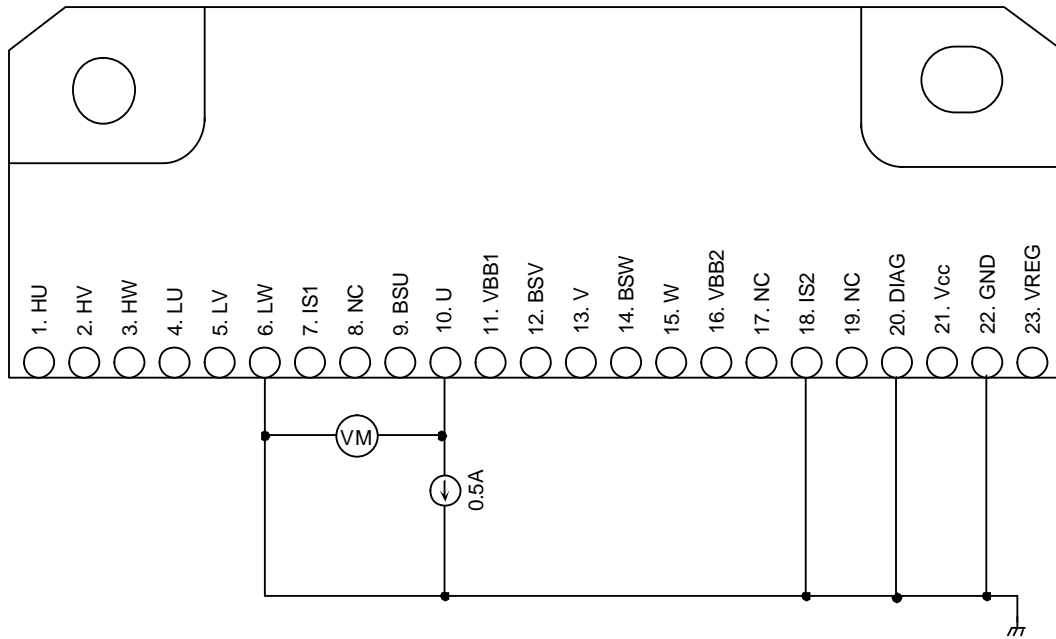 1. HU
2. HV
3. HW
4. LU
5. LV
6. LW
7. IS1
8. NC
9. BSU
10. U
11. VBB1
12. BSV
13. V
14. BSW
15. W
16. VBB2
17. NC
18. IS2
19. NC
20. DIAG
21. Vcc
22. GND
23. VREG
VM
0.5A